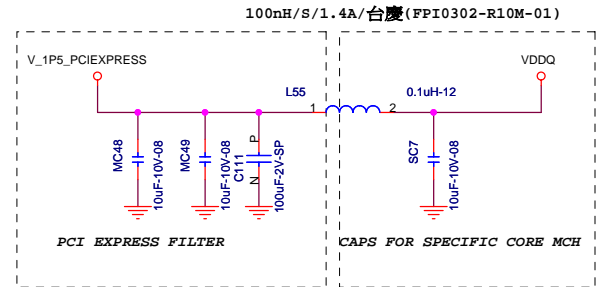 100nH/S/1.4A/台慶(FPI0302-R10M-01)
V_1P5_PCIEXPRESS
VDDQ
L55
0.1uH-12
1
2
MC48
10uF-10V-08
MC49
10uF-10V-08
C111
P
N
100uF-2V-SP
SC7
10uF-10V-08
PCI EXPRESS FILTER
CAPS FOR SPECIFIC CORE MCH